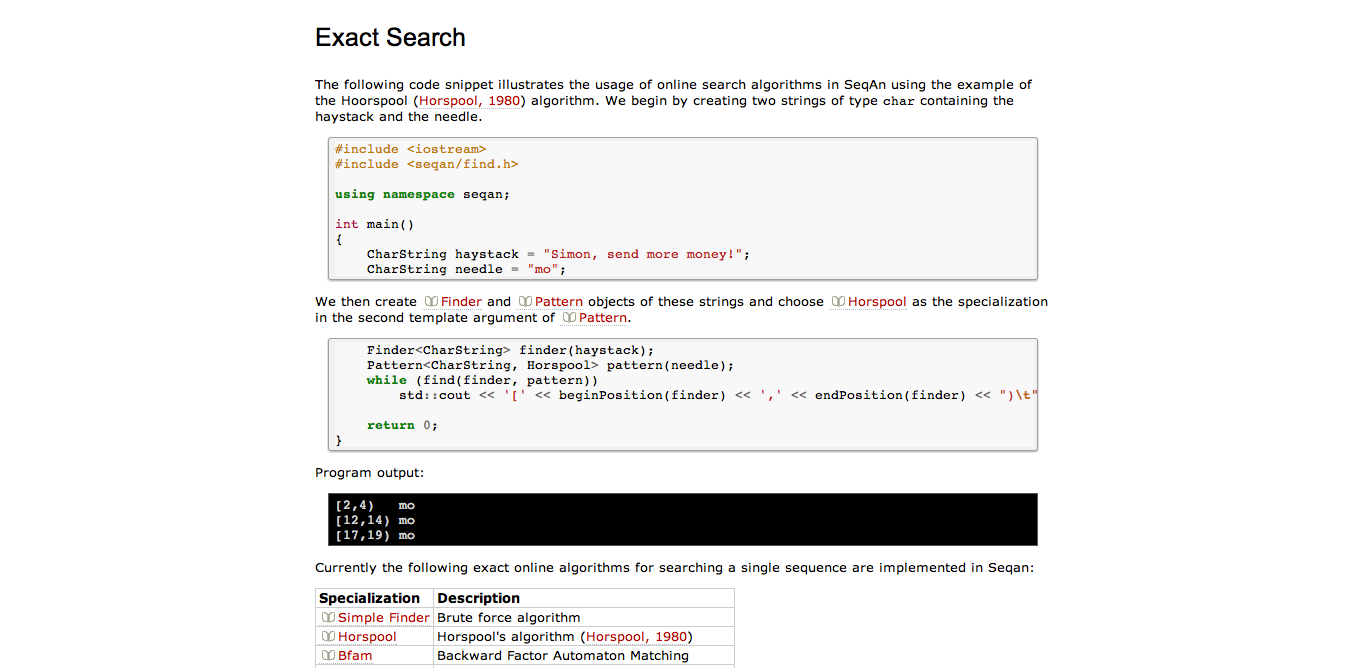 Exact Search
The following code snippet illustrates the usage of online search algorithms in SeqAn using the example of
the Hoorspool (Horspool, 1980) algorithm. We begin by creating two strings of type char containing the
haystack and the needle.
#include <iostream>
#include <seqan/find.h>
using namespace seqan;
int main()
{
    CharString haystack = "Simon, send more money!";
    CharString needle = "mo";
We then create Finder and Pattern objects of these strings and choose Horspool as the specialization
in the second template argument of Pattern.
    Finder<CharString> finder(haystack);
    Pattern<CharString, Horspool> pattern(needle);
    while (find(finder, pattern))
        std::cout << '[' << beginPosition(finder) << ',' << endPosition(finder) << ")\t"
    return 0;
}
Program output:
[2,4)   mo
[12,14) mo
[17,19) mo
Currently the following exact online algorithms for searching a single sequence are implemented in Seqan:
Specialization Description
Simple Finder Brute force algorithm
Horspool Horspool's algorithm (Horspool, 1980)
Bfam Backward Factor Automaton Matching